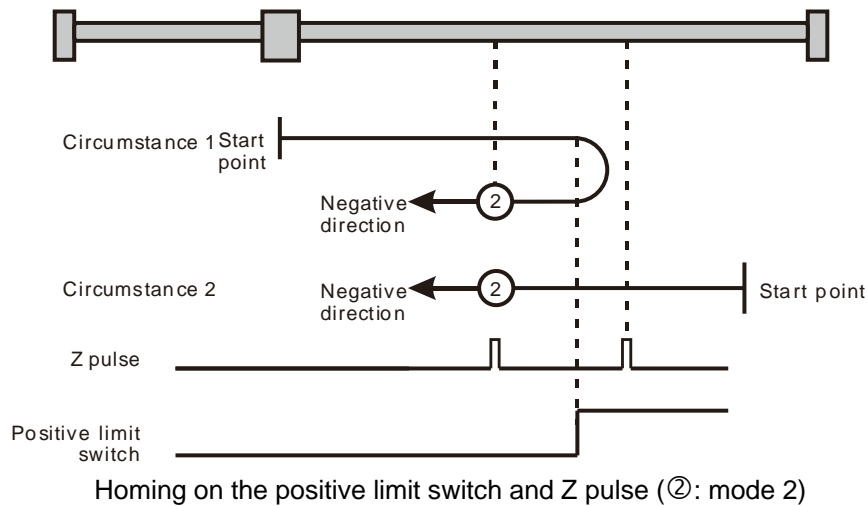 Circumstance 1 Start
point
Negative
direction
2
Circumstance 2
Negative
direction
2
Start point
Z pulse
Positive limit
switch
Homing on the positive limit switch and Z pulse (②: mode 2)